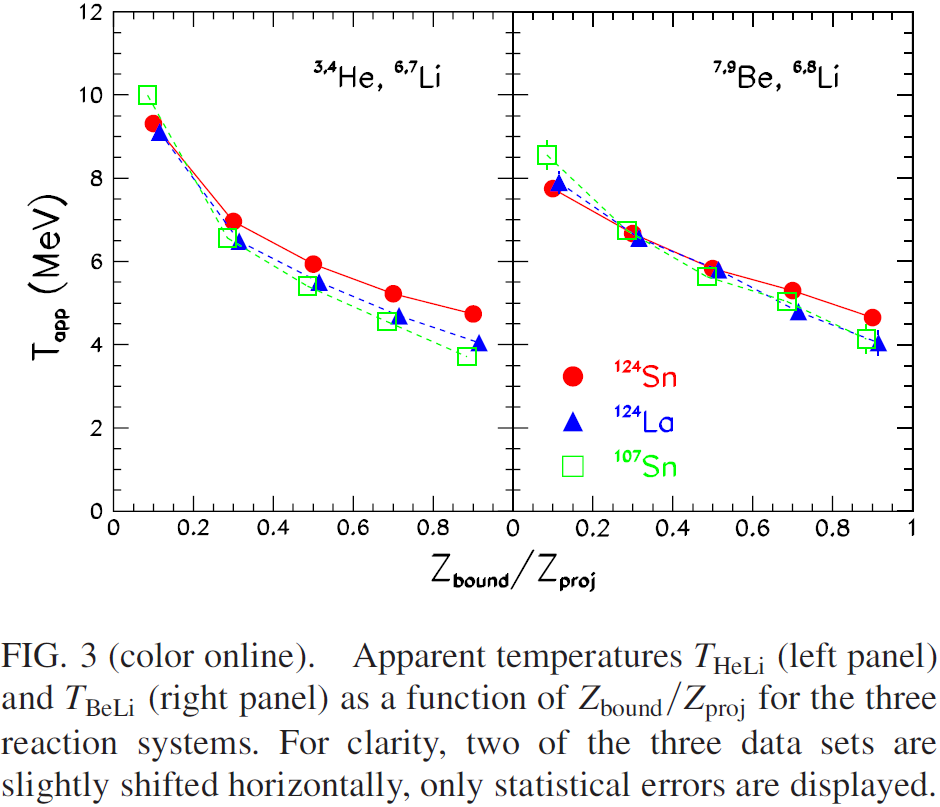 12
10
8
6
4
2
0
T_app (MeV)
³,⁴He, ⁶,⁷Li
⁷,⁹Be, ⁶,⁸Li
¹²⁴Sn
¹²⁴La
¹⁰⁷Sn
0 0.2 0.4 0.6 0.8 0 0.2 0.4 0.6 0.8 1
Z_bound/Z_proj
FIG. 3 (color online). Apparent temperatures T_HeLi (left panel)
and T_BeLi (right panel) as a function of Z_bound/Z_proj for the three
reaction systems. For clarity, two of the three data sets are
slightly shifted horizontally, only statistical errors are displayed.